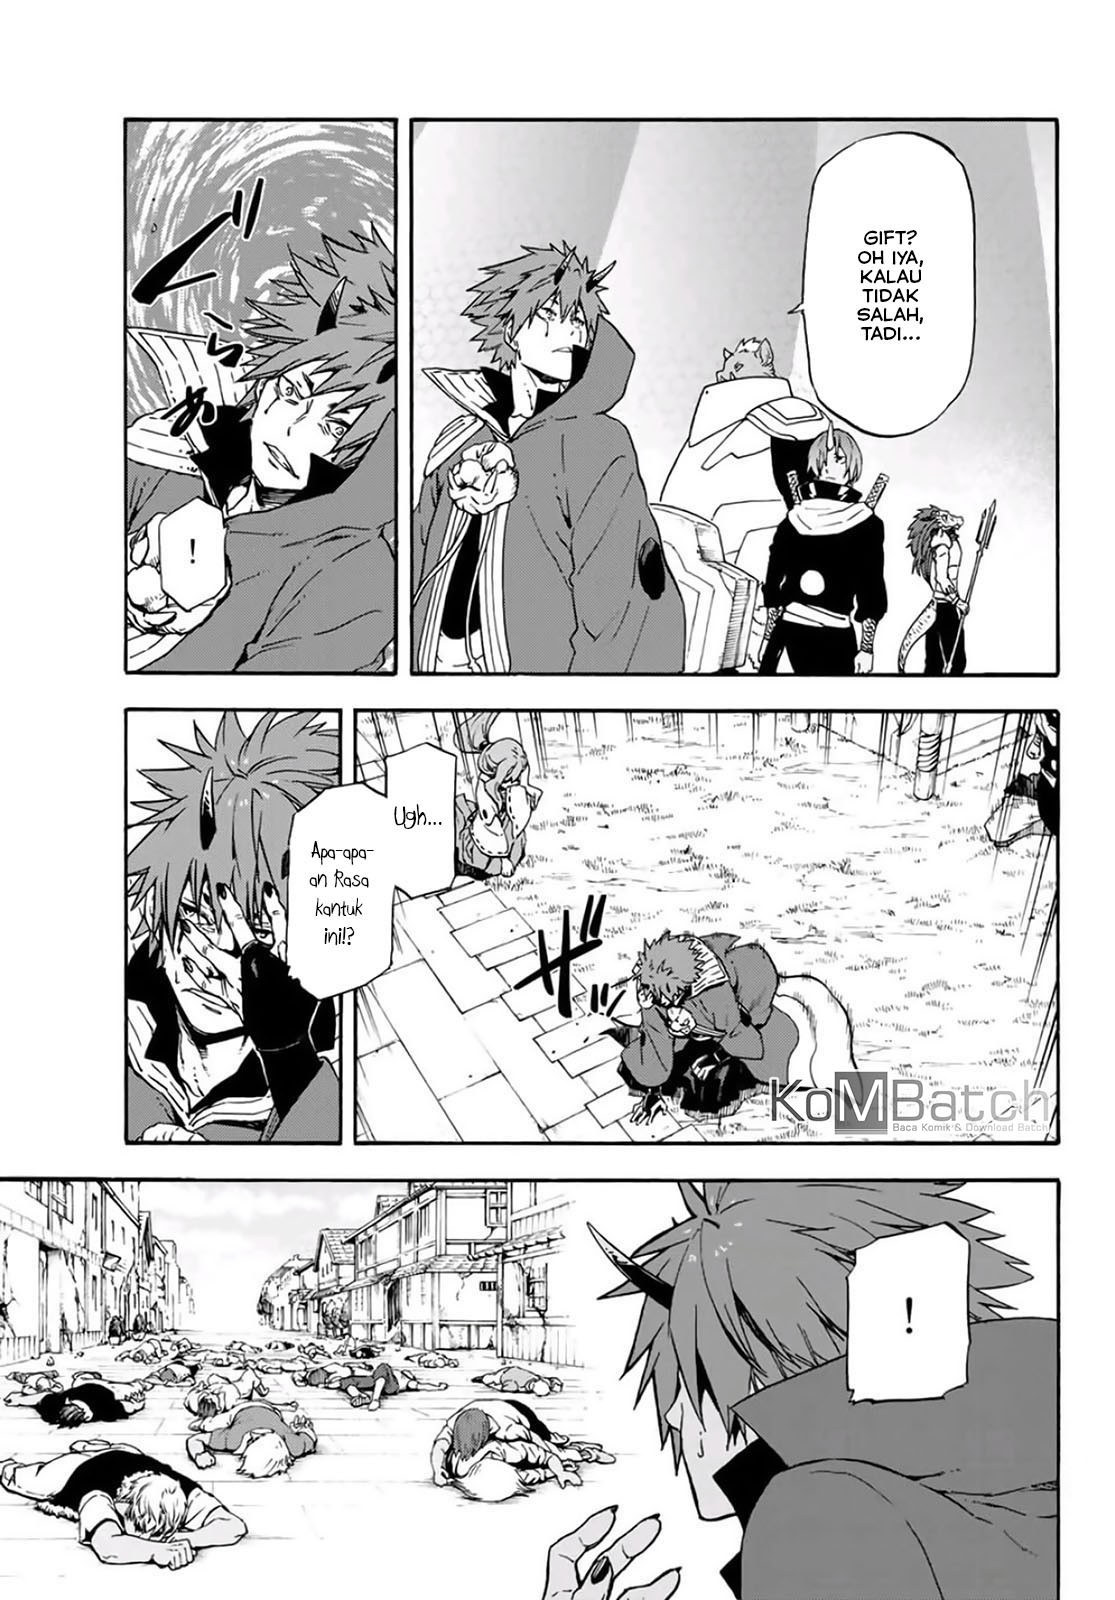 GIFT?
OH IYA,
KALAU
TIDAK
SALAH,
TADI...
!
Ugh...
Apa-apa-
an Rasa
kantuk
ini!?
KoMBatch
Baca Komik & Download Batch
!